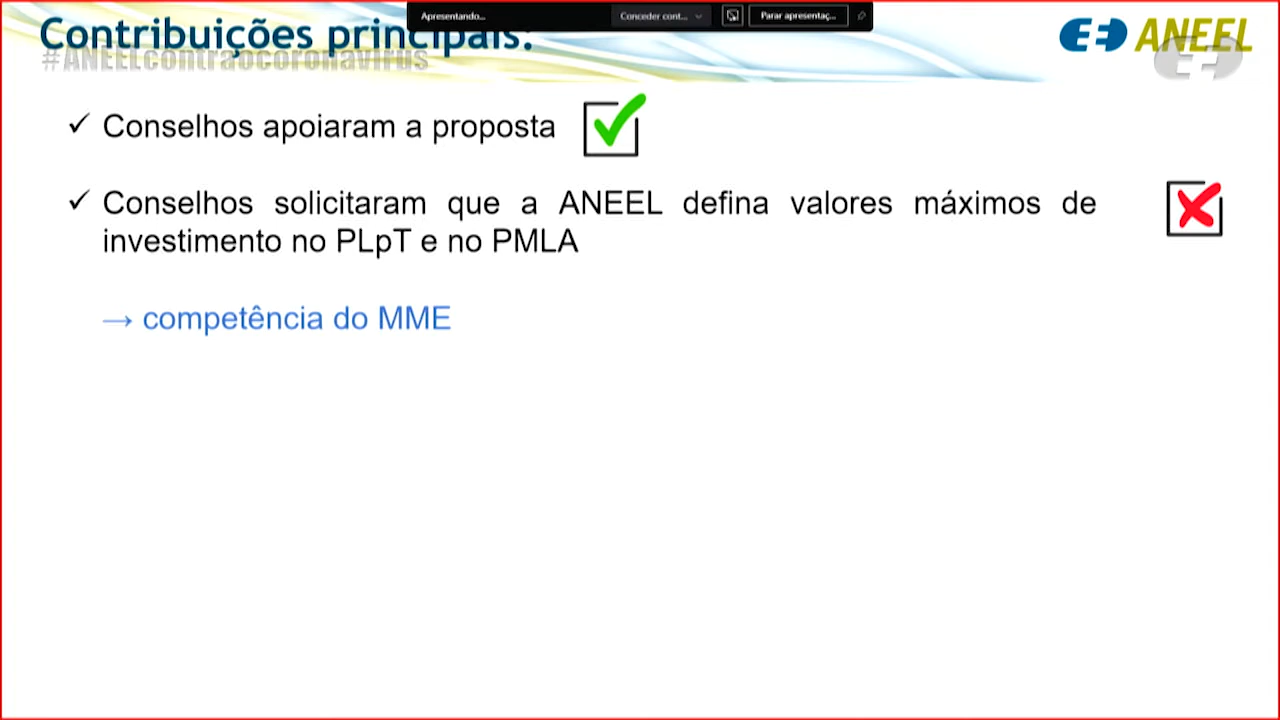 Apresentando...
Conceder cont...
Parar apresentaç...
Contribuições principais:
ANEEL
#ANEELcontraocoronavírus
✓ Conselhos apoiaram a proposta
✓ Conselhos solicitaram que a ANEEL defina valores máximos de
investimento no PLpT e no PMLA
→ competência do MME